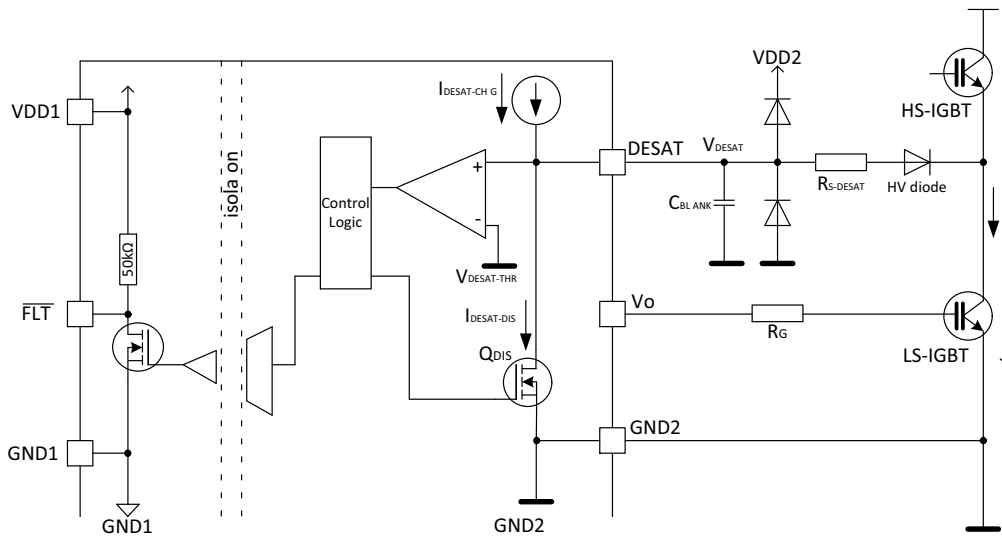 VDD1
FLT
GND1
GND1
50kΩ
isola on
Control
Logic
+
-
VDESAT-THR
IDESAT-CH G
IDESAT-DIS
QDIS
GND2
DESAT
Vo
GND2
VDD2
VDESAT
CBL ANK
RS-DESAT
HV diode
RG
HS-IGBT
LS-IGBT